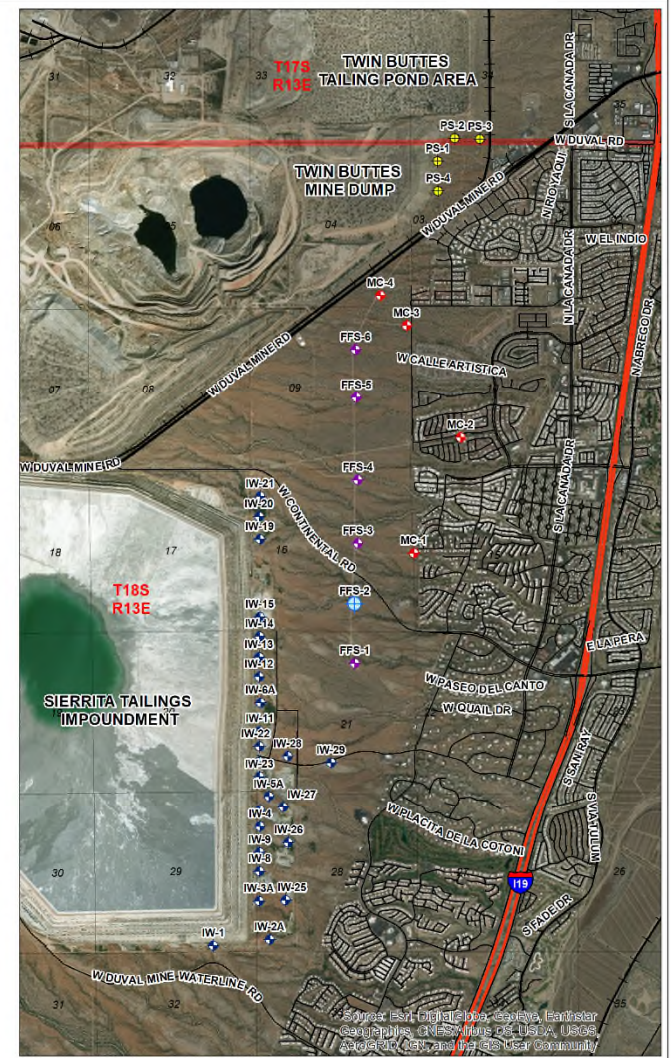 31
32
33
34
T17S
R13E
TWIN BUTTES
TAILING POND AREA
S LA CANADA DR
35
PS-2
PS-3
W DUVAL RD
PS-1
TWIN BUTTES
MINE DUMP
PS-4
N RIO YAQUI
W DUVAL MINE RD
06
05
04
03
W EL INDIO
N LA CANADA DR
N ABREGO DR
MC-4
MC-3
W DUVAL MINE RD
FFS-6
W CALLE ARTISTICA
07
08
09
FFS-5
MC-2
W DUVAL MINE RD
FFS-4
S LA CANADA DR
IW-21
IW-20
IW-19
W CONTINENTAL RD
18
17
16
FFS-3
MC-1
14
T18S
R13E
FFS-2
IW-15
IW-14
IW-13
IW-12
E LA PERA
FFS-1
IW-6A
W PASEO DEL CANTO
SIERRITA TAILINGS
IMPOUNDMENT
20
IW-11
W QUAIL DR
23
21
IW-22
IW-28
IW-29
S SAN RAY
IW-23
IW-5A
IW-27
S VIA TULUM
IW-4
W PLACITA DE LA COTONI
IW-26
IW-9
IW-8
30
29
28
26
I19
IW-3A
IW-25
S FADE DR
IW-1
IW-2A
W DUVAL MINE WATERLINE RD
31
32
35
Source: Esri, DigitalGlobe, GeoEye, Earthstar
Geographics, CNES/Airbus DS, USDA, USGS,
AeroGRID, IGN, and the GIS User Community